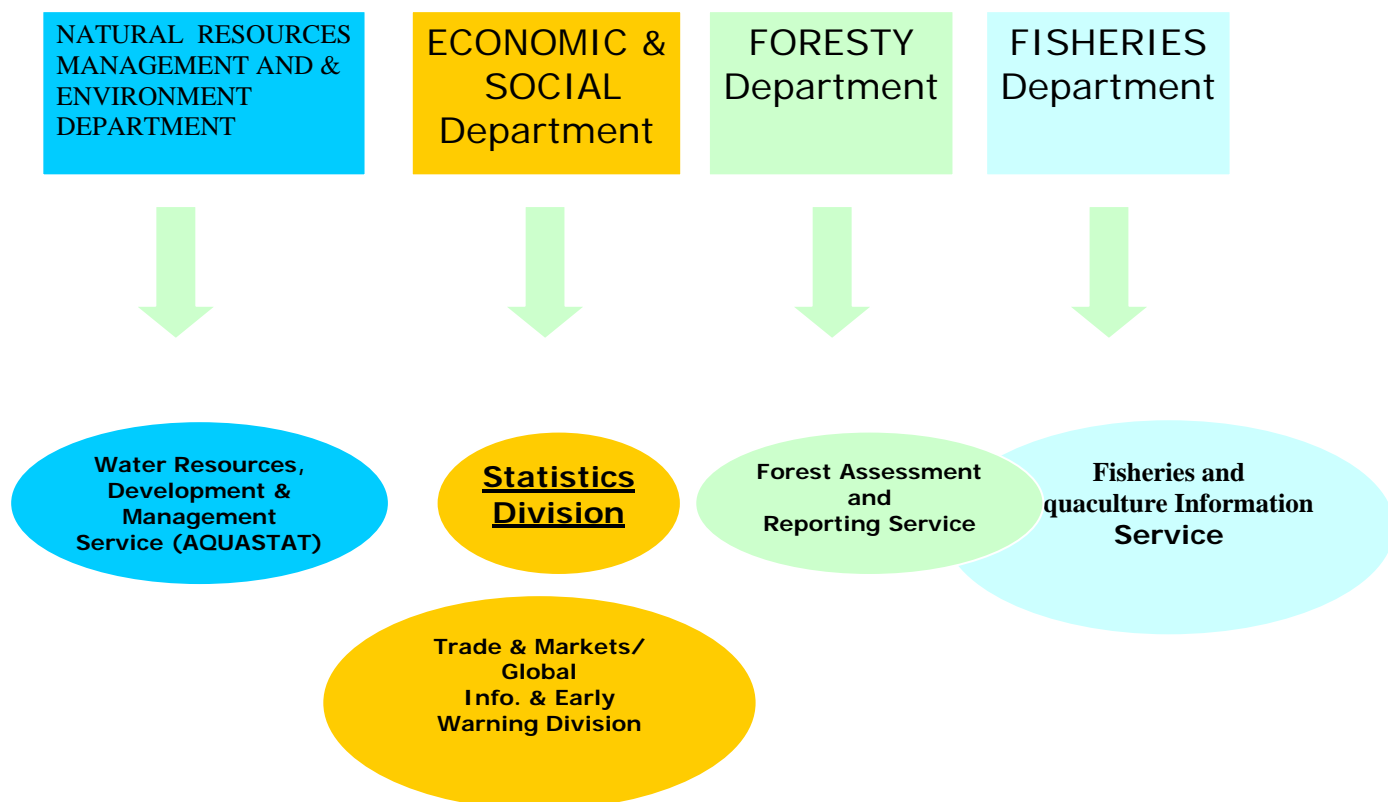 NATURAL RESOURCES
MANAGEMENT AND &
ENVIRONMENT
DEPARTMENT
ECONOMIC &
SOCIAL
Department
FORESTY
Department
FISHERIES
Department
Water Resources,
Development &
Management
Service (AQUASTAT)
Statistics
Division
Forest Assessment
and
Reporting Service
Fisheries and
quaculture Information
Service
Trade & Markets/
Global
Info. & Early
Warning Division